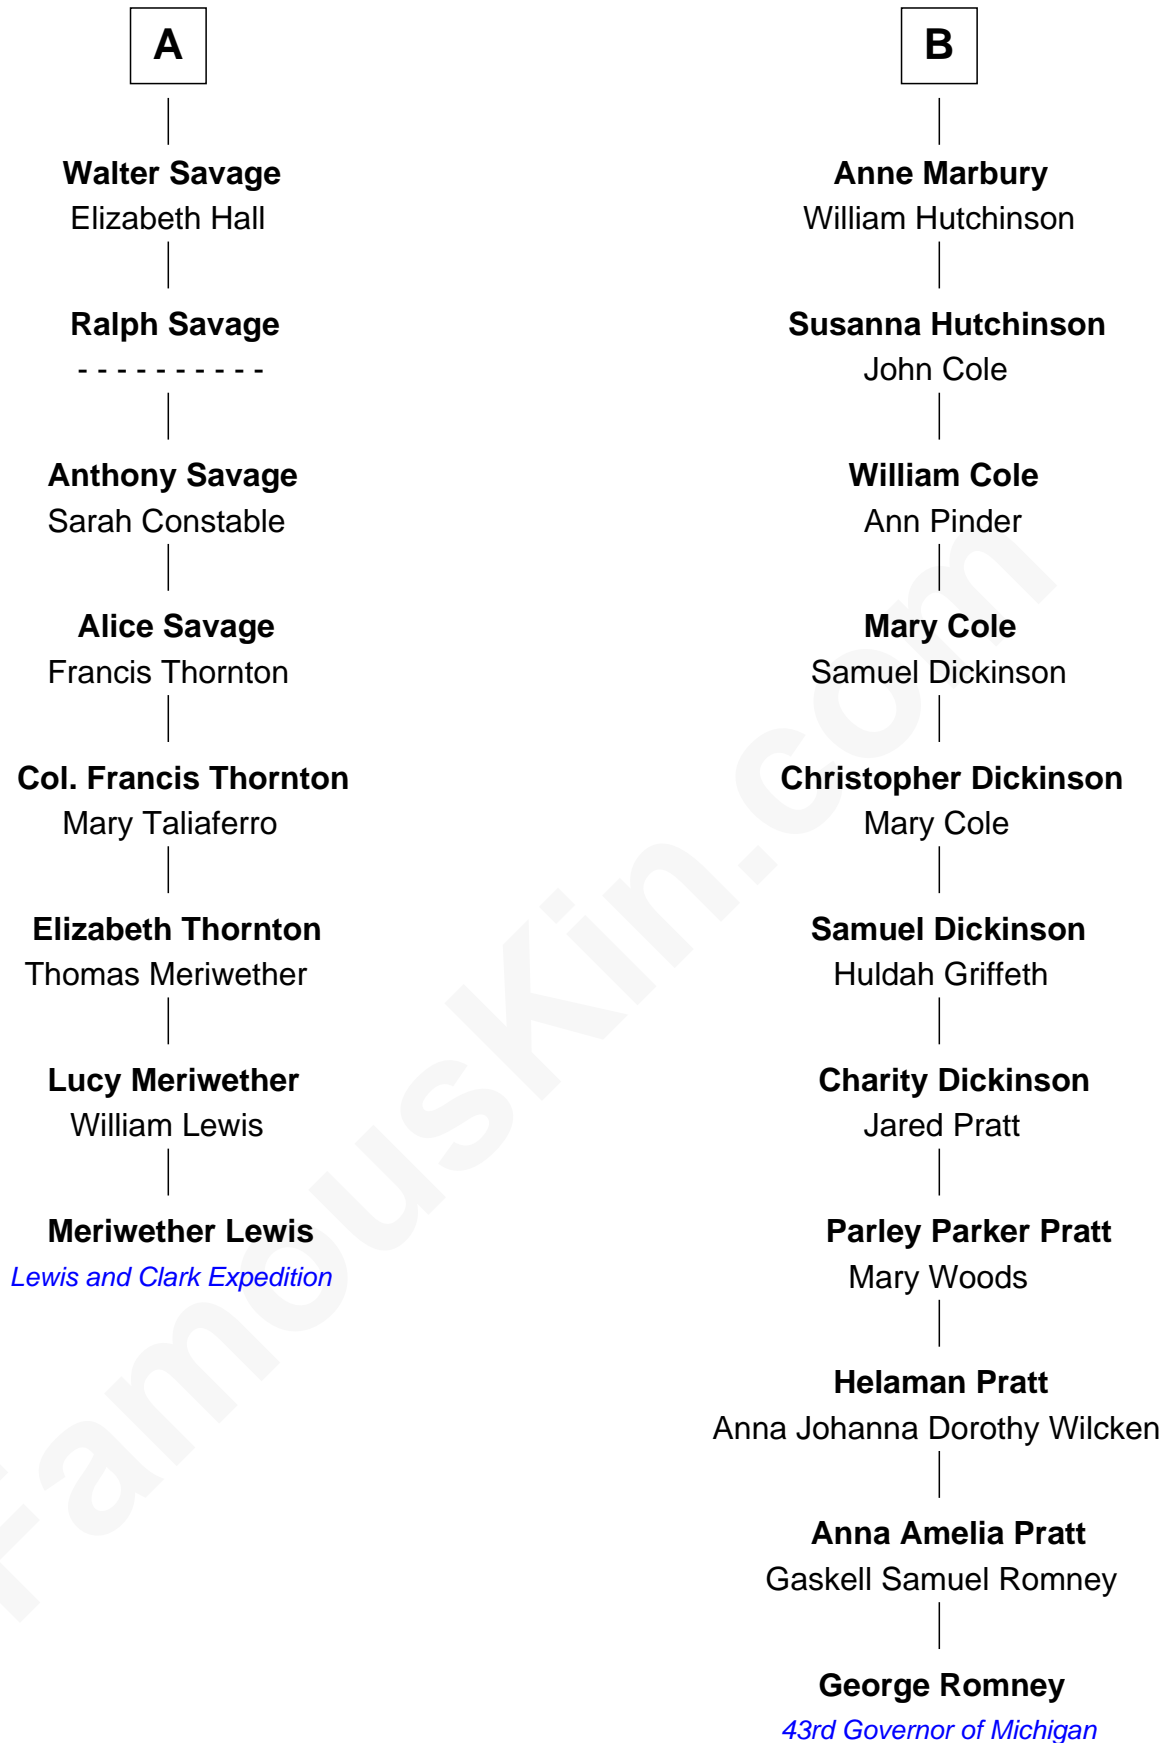 A
Walter Savage
Elizabeth Hall
Ralph Savage
- - - - - - - - - -
Anthony Savage
Sarah Constable
Alice Savage
Francis Thornton
Col. Francis Thornton
Mary Taliaferro
Elizabeth Thornton
Thomas Meriwether
Lucy Meriwether
William Lewis
Meriwether Lewis
Lewis and Clark Expedition
B
Anne Marbury
William Hutchinson
Susanna Hutchinson
John Cole
William Cole
Ann Pinder
Mary Cole
Samuel Dickinson
Christopher Dickinson
Mary Cole
Samuel Dickinson
Huldah Griffeth
Charity Dickinson
Jared Pratt
Parley Parker Pratt
Mary Woods
Helaman Pratt
Anna Johanna Dorothy Wilcken
Anna Amelia Pratt
Gaskell Samuel Romney
George Romney
43rd Governor of Michigan
FamousKin.com